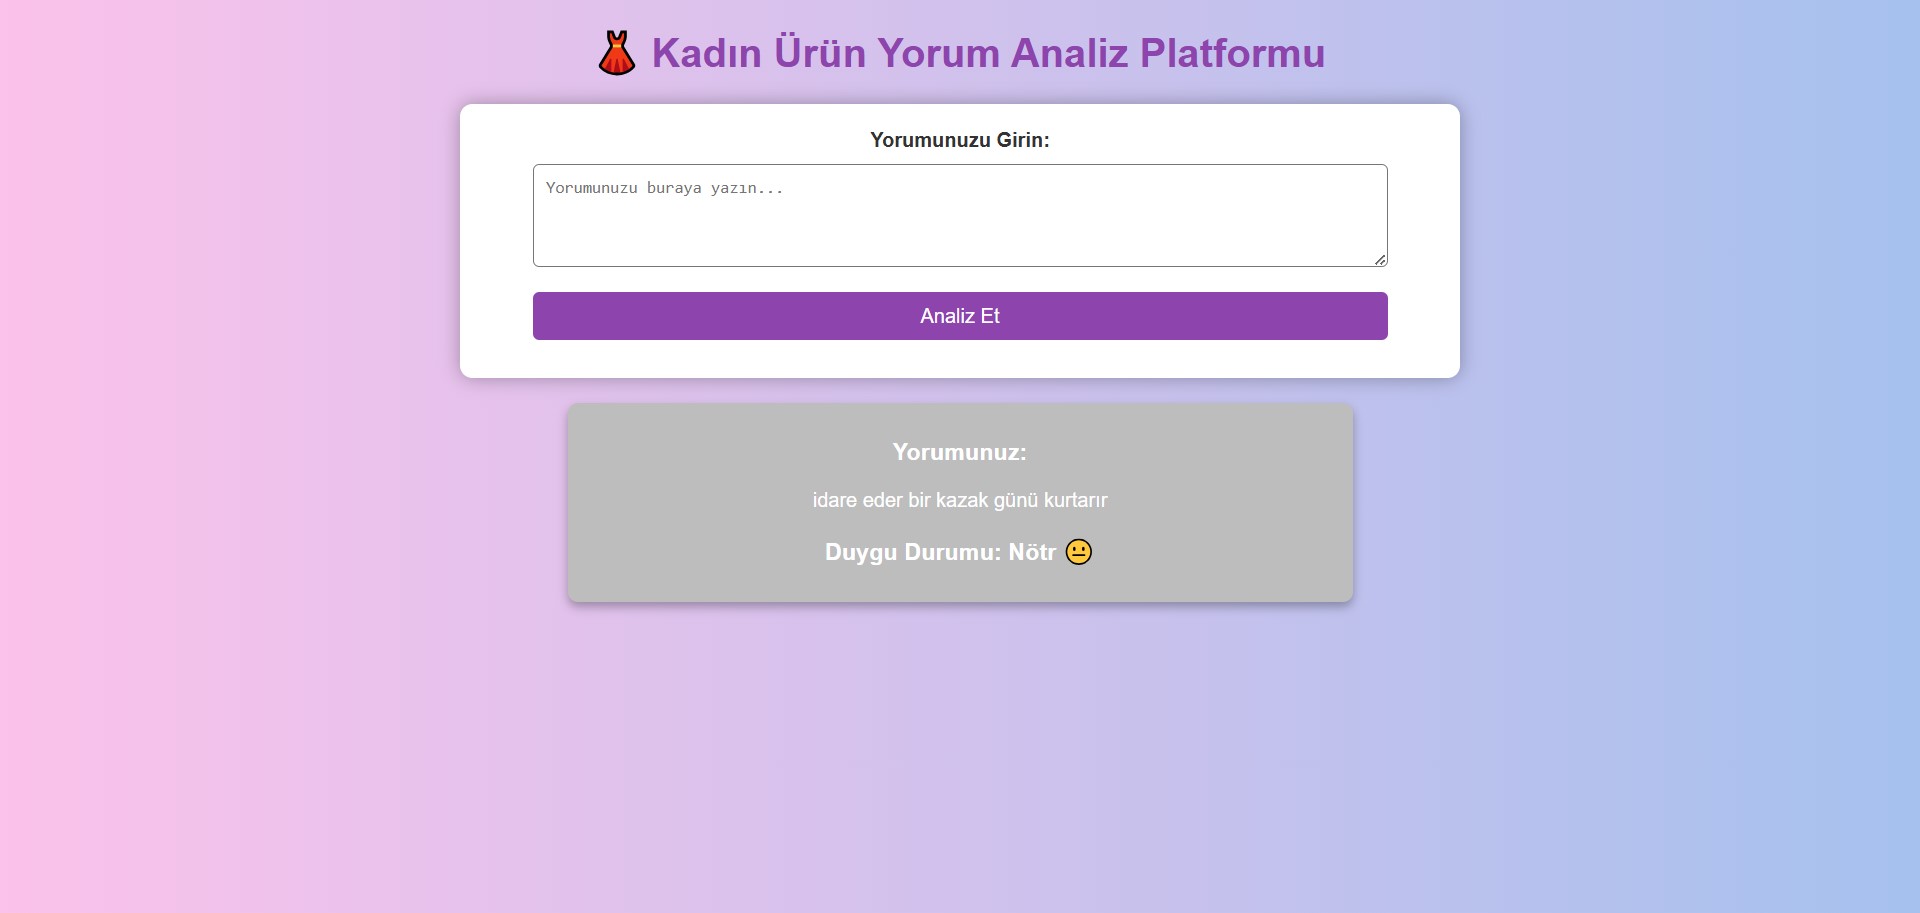 👗 Kadın Ürün Yorum Analiz Platformu
Yorumunuzu Girin:
Yorumunuzu buraya yazın...
Analiz Et
Yorumunuz:
idare eder bir kazak günü kurtarır
Duygu Durumu: Nötr 😐